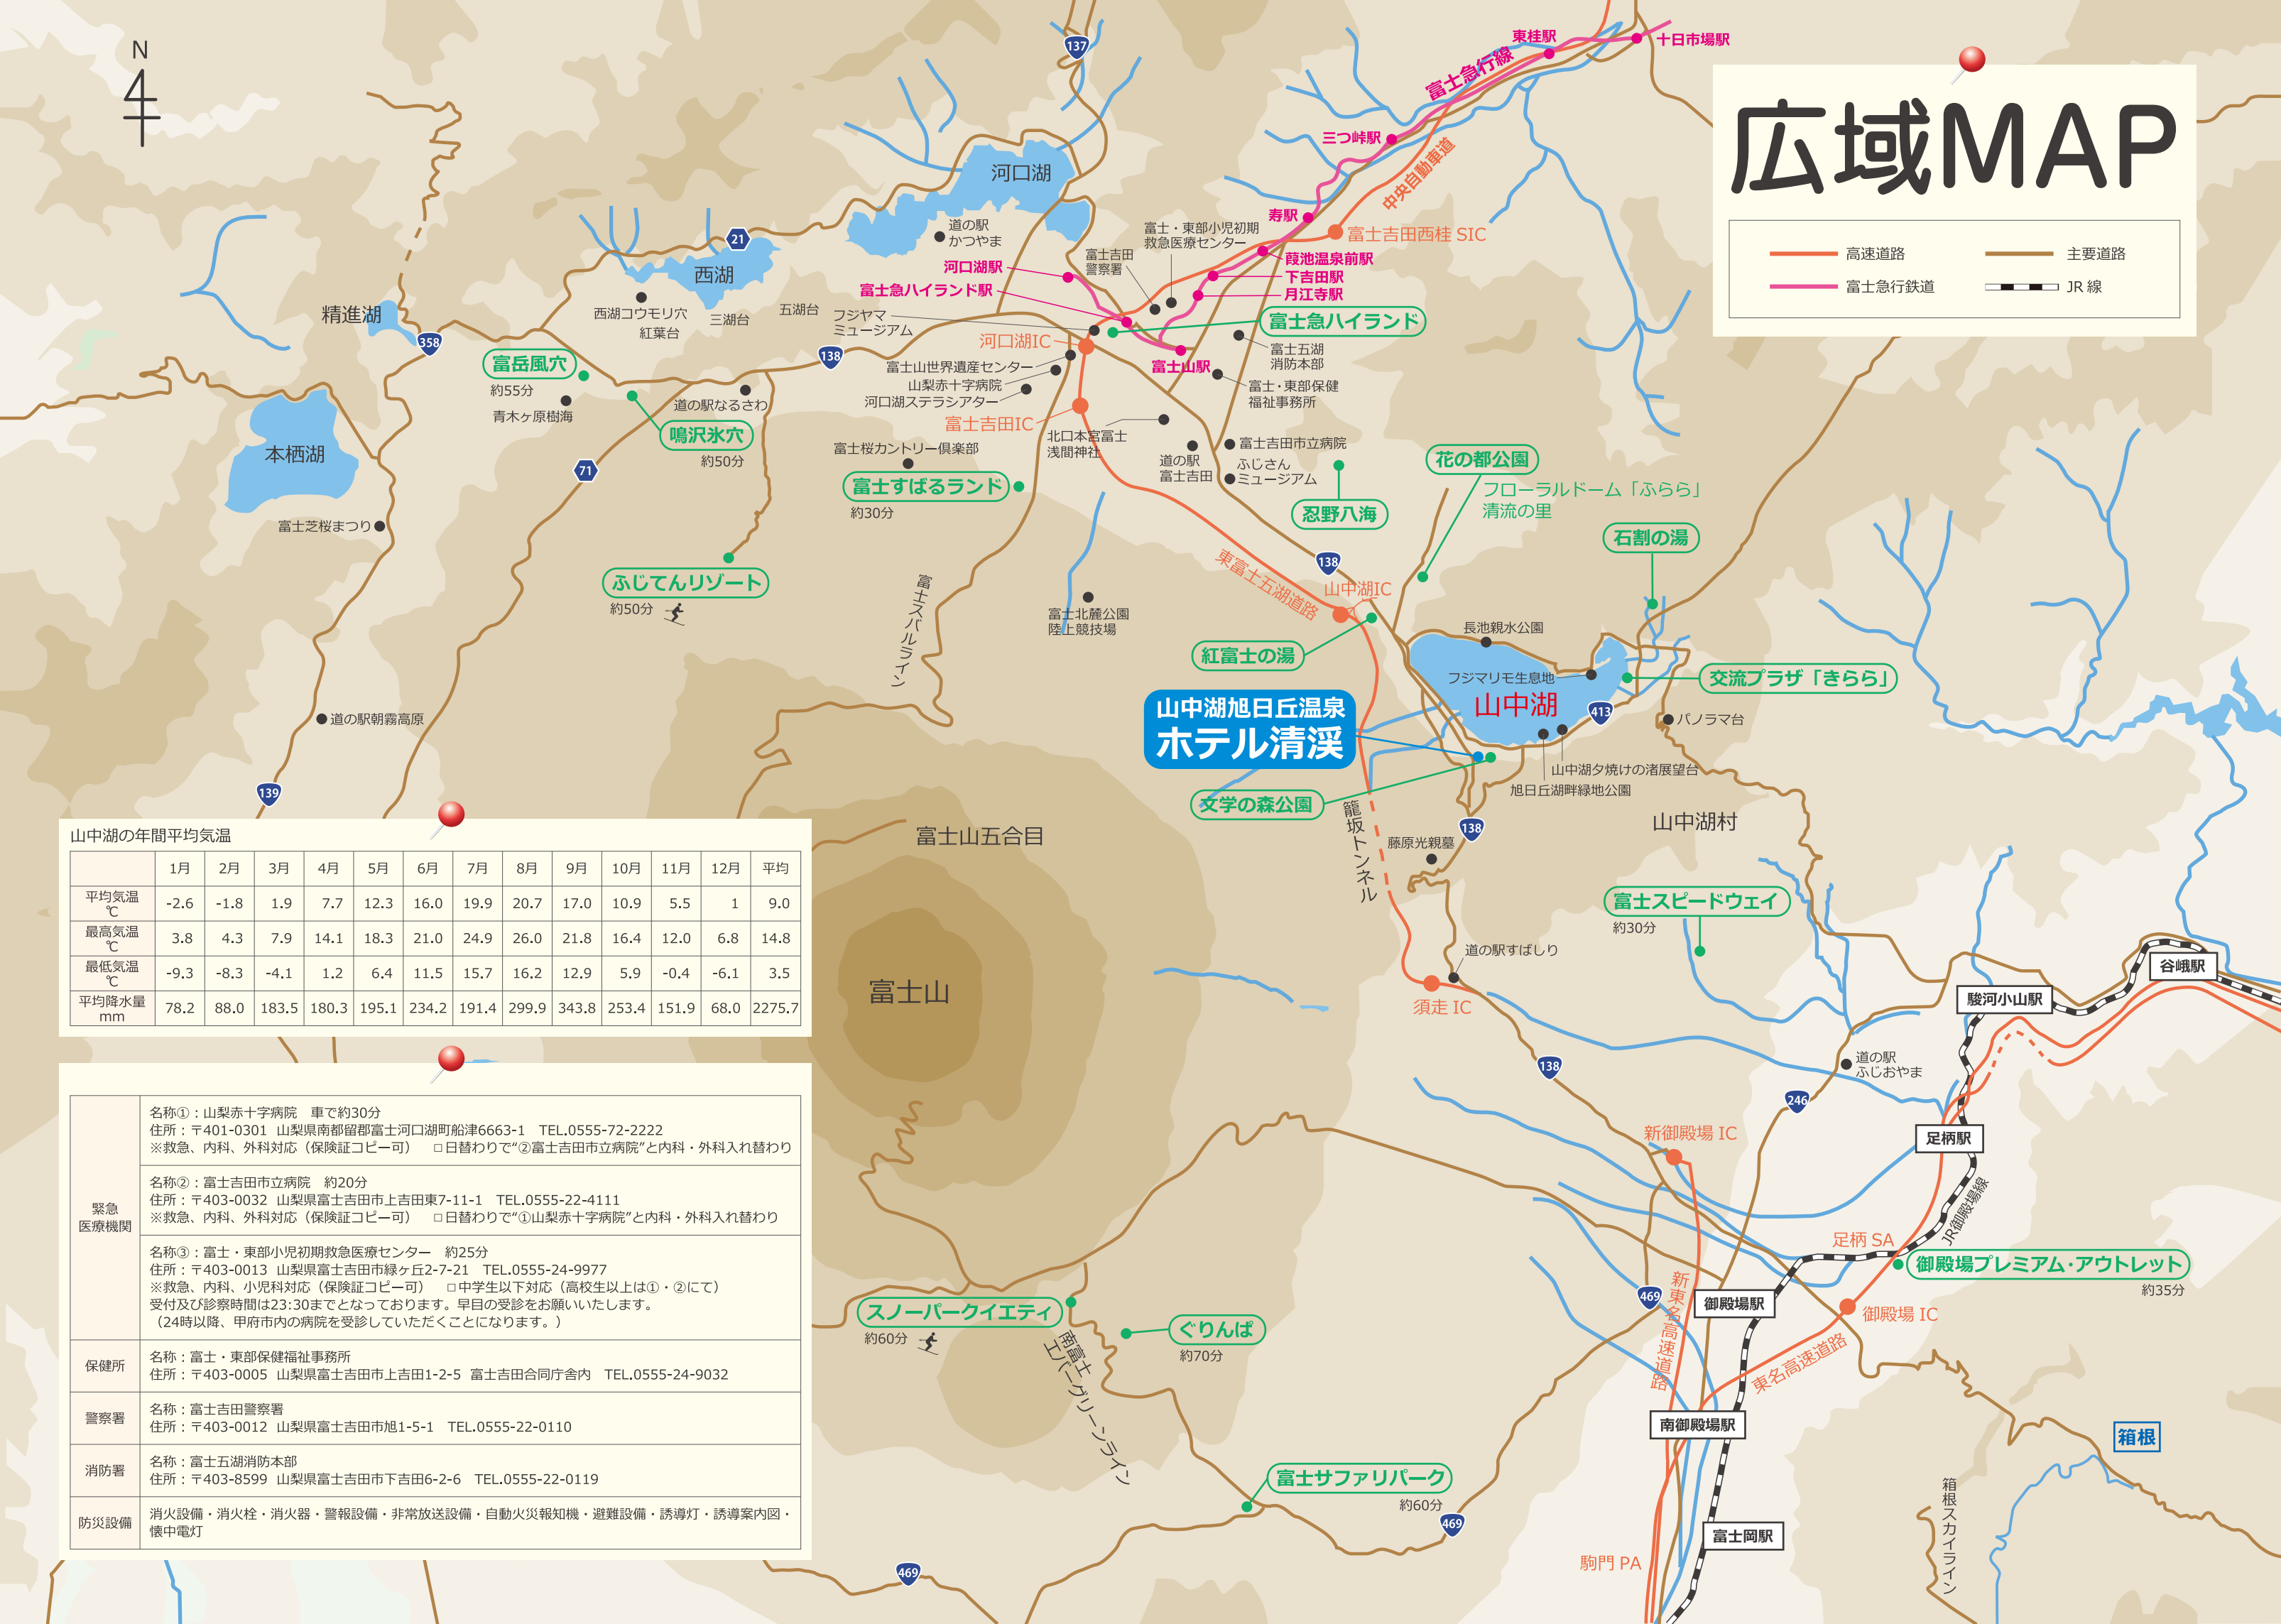 広域MAP
高速道路
主要道路
富士急行鉄道
JR 線
N
137
東桂駅
十日市場駅
富士急行線
三つ峠駅
中央自動車道
寿駅
富士吉田西桂 SIC
葭池温泉前駅
下吉田駅
月江寺駅
富士・東部小児初期
救急医療センター
富士吉田
警察署
河口湖
道の駅
かつやま
河口湖駅
富士急ハイランド駅
フジヤマ
ミュージアム
河口湖IC
富士急ハイランド
富士山駅
富士五湖
消防本部
富士・東部保健
福祉事務所
富士山世界遺産センター
山梨赤十字病院
河口湖ステラシアター
富士吉田IC
北口本宮冨士
浅間神社
道の駅
富士吉田
富士吉田市立病院
ふじさん
ミュージアム
21
西湖
西湖コウモリ穴
紅葉台
三湖台
五湖台
138
精進湖
358
富岳風穴
約55分
青木ヶ原樹海
鳴沢氷穴
約50分
道の駅なるさわ
71
本栖湖
富士芝桜まつり
富士桜カントリー倶楽部
富士すばるランド
約30分
ふじてんリゾート
約50分
富士スバルライン
富士北麓公園
陸上競技場
道の駅朝霧高原
139
忍野八海
花の都公園
フローラルドーム「ふらら」
清流の里
石割の湯
138
東富士五湖道路
山中湖IC
紅富士の湯
長池親水公園
フジマリモ生息地
山中湖
413
交流プラザ「きらら」
パノラマ台
山中湖旭日丘温泉
ホテル清渓
山中湖夕焼けの渚展望台
旭日丘湖畔緑地公園
文学の森公園
籠坂トンネル
138
藤原光親墓
山中湖村
富士スピードウェイ
約30分
道の駅すばしり
須走 IC
富士山五合目
富士山
138
谷峨駅
駿河小山駅
道の駅
ふじおやま
246
足柄駅
新御殿場 IC
JR御殿場線
足柄 SA
御殿場プレミアム・アウトレット
約35分
469
新東名高速道路
御殿場駅
御殿場 IC
東名高速道路
南御殿場駅
富士岡駅
駒門 PA
箱根
箱根スカイライン
スノーパークイエティ
約60分
ぐりんぱ
約70分
南富士
エバーグリーンライン
富士サファリパーク
約60分
469
469
山中湖の年間平均気温
1月 2月 3月 4月 5月 6月 7月 8月 9月 10月 11月 12月 平均
平均気温
℃ -2.6 -1.8 1.9 7.7 12.3 16.0 19.9 20.7 17.0 10.9 5.5 1 9.0
最高気温
℃ 3.8 4.3 7.9 14.1 18.3 21.0 24.9 26.0 21.8 16.4 12.0 6.8 14.8
最低気温
℃ -9.3 -8.3 -4.1 1.2 6.4 11.5 15.7 16.2 12.9 5.9 -0.4 -6.1 3.5
平均降水量
mm 78.2 88.0 183.5 180.3 195.1 234.2 191.4 299.9 343.8 253.4 151.9 68.0 2275.7
緊急
医療機関
名称①：山梨赤十字病院　車で約30分
住所：〒401-0301 山梨県南都留郡富士河口湖町船津6663-1　TEL.0555-72-2222
※救急、内科、外科対応（保険証コピー可）　□日替わりで“②富士吉田市立病院”と内科・外科入れ替わり
名称②：富士吉田市立病院　約20分
住所：〒403-0032 山梨県富士吉田市上吉田東7-11-1　TEL.0555-22-4111
※救急、内科、外科対応（保険証コピー可）　□日替わりで“①山梨赤十字病院”と内科・外科入れ替わり
名称③：富士・東部小児初期救急医療センター　約25分
住所：〒403-0013 山梨県富士吉田市緑ヶ丘2-7-21　TEL.0555-24-9977
※救急、内科、小児科対応（保険証コピー可）　□中学生以下対応（高校生以上は①・②にて）
受付及び診察時間は23:30までとなっております。早目の受診をお願いいたします。
（24時以降、甲府市内の病院を受診していただくことになります。）
保健所
名称：富士・東部保健福祉事務所
住所：〒403-0005 山梨県富士吉田市上吉田1-2-5 富士吉田合同庁舎内　TEL.0555-24-9032
警察署
名称：富士吉田警察署
住所：〒403-0012 山梨県富士吉田市旭1-5-1　TEL.0555-22-0110
消防署
名称：富士五湖消防本部
住所：〒403-8599 山梨県富士吉田市下吉田6-2-6　TEL.0555-22-0119
防災設備
消火設備・消火栓・消火器・警報設備・非常放送設備・自動火災報知機・避難設備・誘導灯・誘導案内図・
懐中電灯